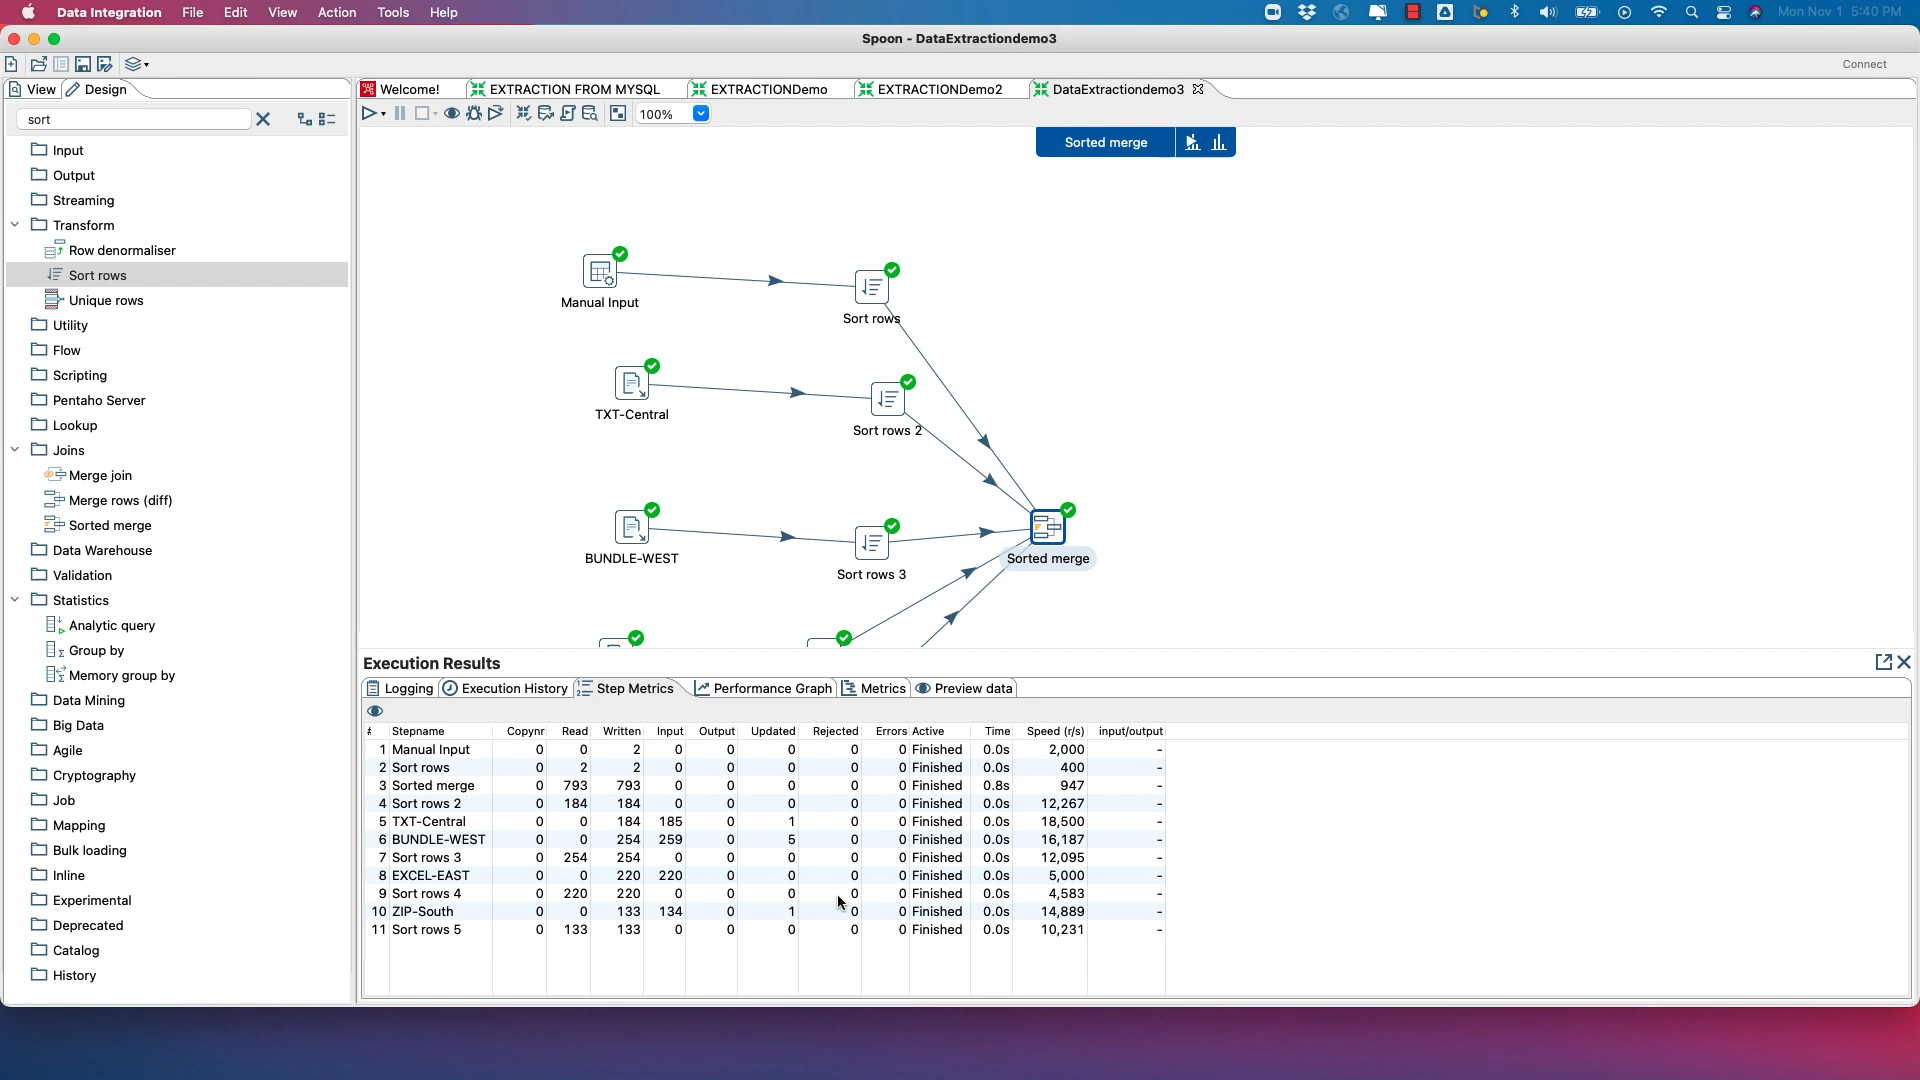 Data Integration File Edit View Action Tools Help Mon Nov 1 5:40 PM
Spoon - DataExtractiondemo3
Connect
View Design
Welcome! EXTRACTION FROM MYSQL EXTRACTIONDemo EXTRACTIONDemo2 DataExtractiondemo3
sort
100%
Input
Output
Streaming
Transform
Row denormaliser
Sort rows
Unique rows
Utility
Flow
Scripting
Pentaho Server
Lookup
Joins
Merge join
Merge rows (diff)
Sorted merge
Data Warehouse
Validation
Statistics
Analytic query
Group by
Memory group by
Data Mining
Big Data
Agile
Cryptography
Job
Mapping
Bulk loading
Inline
Experimental
Deprecated
Catalog
History
Sorted merge
Manual Input
Sort rows
TXT-Central
Sort rows 2
BUNDLE-WEST
Sort rows 3
Sorted merge
Execution Results
Logging Execution History Step Metrics Performance Graph Metrics Preview data
# Stepname Copynr Read Written Input Output Updated Rejected Errors Active Time Speed (r/s) input/output
1 Manual Input 0 0 2 0 0 0 0 0 Finished 0.0s 2,000 -
2 Sort rows 0 2 2 0 0 0 0 0 Finished 0.0s 400 -
3 Sorted merge 0 793 793 0 0 0 0 0 Finished 0.8s 947 -
4 Sort rows 2 0 184 184 0 0 0 0 0 Finished 0.0s 12,267 -
5 TXT-Central 0 0 184 185 0 1 0 0 Finished 0.0s 18,500 -
6 BUNDLE-WEST 0 0 254 259 0 5 0 0 Finished 0.0s 16,187 -
7 Sort rows 3 0 254 254 0 0 0 0 0 Finished 0.0s 12,095 -
8 EXCEL-EAST 0 0 220 220 0 0 0 0 Finished 0.0s 5,000 -
9 Sort rows 4 0 220 220 0 0 0 0 0 Finished 0.0s 4,583 -
10 ZIP-South 0 0 133 134 0 1 0 0 Finished 0.0s 14,889 -
11 Sort rows 5 0 133 133 0 0 0 0 0 Finished 0.0s 10,231 -